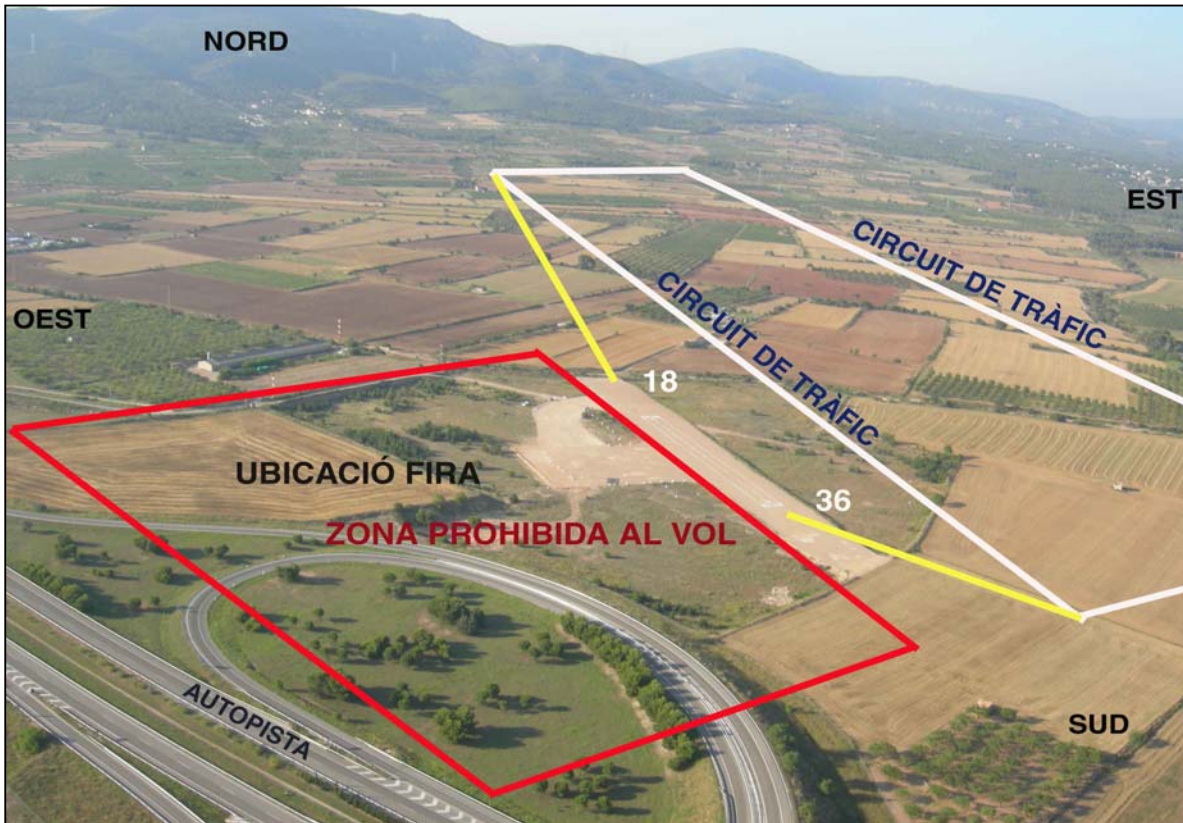 NORD
EST
CIRCUIT DE TRÀFIC
CIRCUIT DE TRÀFIC
OEST
18
UBICACIÓ FIRA
36
ZONA PROHIBIDA AL VOL
AUTOPISTA
SUD